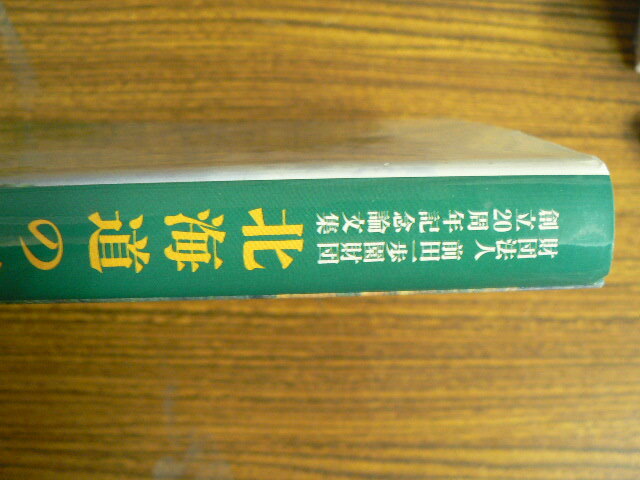 財団法人 前田一歩園財団
創立20周年記念論文集
北海道の